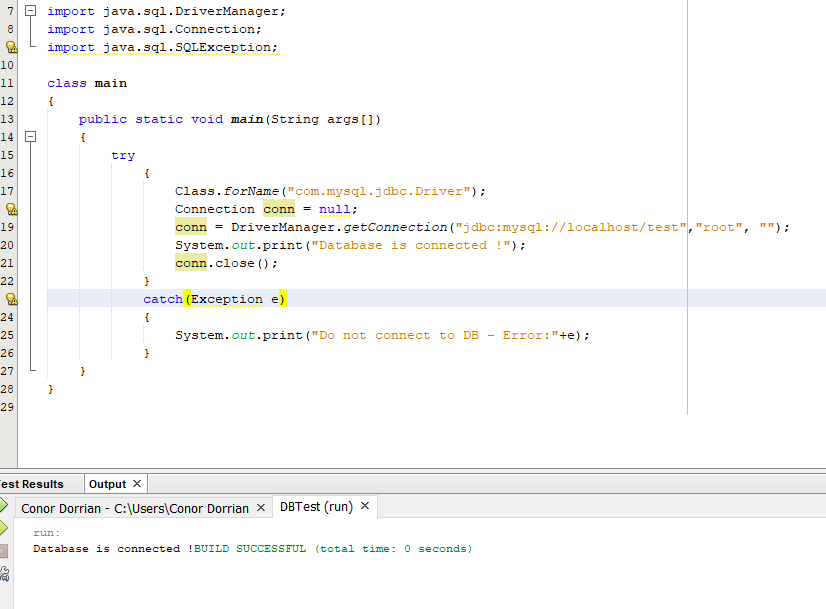 7 import java.sql.DriverManager;
8 import java.sql.Connection;
import java.sql.SQLException;
10
11 class main
12 {
13 public static void main(String args[])
14 {
15 try
16 {
17 Class.forName("com.mysql.jdbc.Driver");
Connection conn = null;
19 conn = DriverManager.getConnection("jdbc:mysql://localhost/test","root", "");
20 System.out.print("Database is connected !");
21 conn.close();
22 }
catch(Exception e)
24 {
25 System.out.print("Do not connect to DB - Error:"+e);
26 }
27 }
28 }
29
est Results Output
Conor Dorrian - C:\Users\Conor Dorrian DBTest (run)
run:
Database is connected !BUILD SUCCESSFUL (total time: 0 seconds)